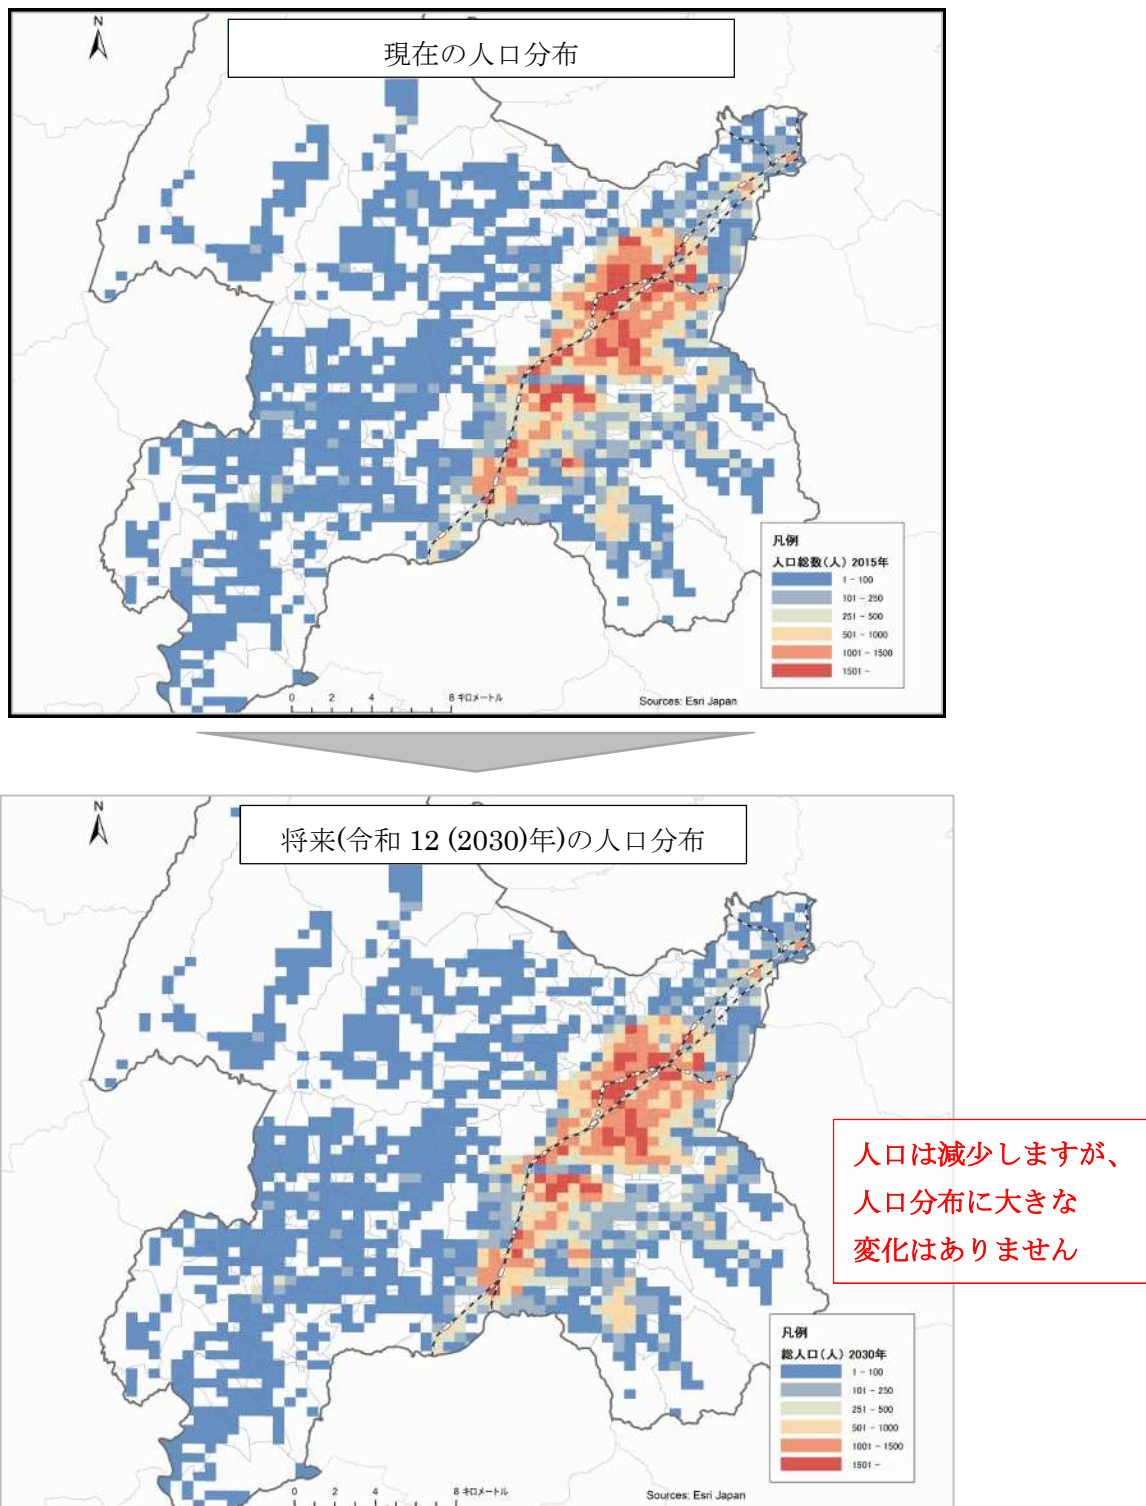 N
現在の人口分布
凡例
人口総数(人) 2015年
1 - 100
101 - 250
251 - 500
501 - 1000
1001 - 1500
1501 -
0 2 4 8 キロメートル
Sources: Esri Japan
N
将来(令和 12 (2030)年)の人口分布
人口は減少しますが、
人口分布に大きな
変化はありません
凡例
総人口(人) 2030年
1 - 100
101 - 250
251 - 500
501 - 1000
1001 - 1500
1501 -
0 2 4 8 キロメートル
Sources: Esri Japan